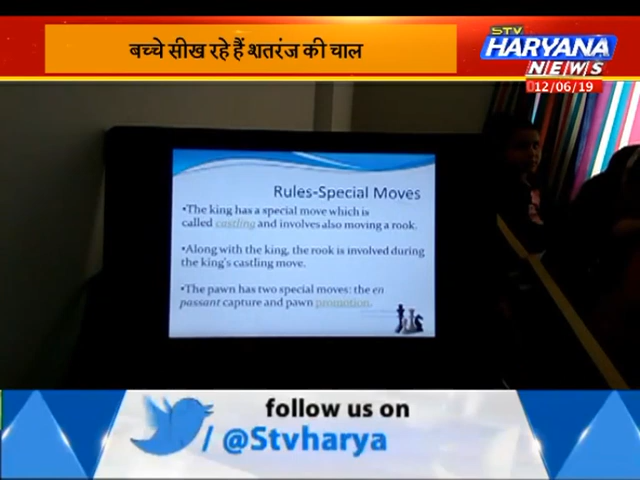 बच्चे सीख रहे हैं शतरंज की चाल
STV
HARYANA
NEWS
12/06/19
Rules-Special Moves
•The king has a special move which is
called castling and involves also moving a rook.
•Along with the king, the rook is involved during
the king's castling move.
•The pawn has two special moves: the en
passant capture and pawn promotion.
follow us on
/ @Stvharya